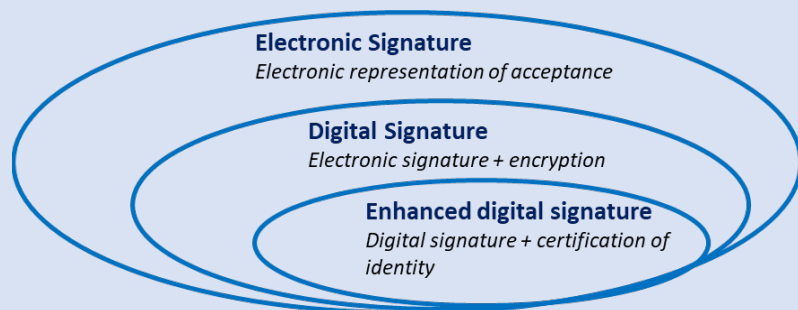 Electronic Signature
Electronic representation of acceptance
Digital Signature
Electronic signature + encryption
Enhanced digital signature
Digital signature + certification of
identity